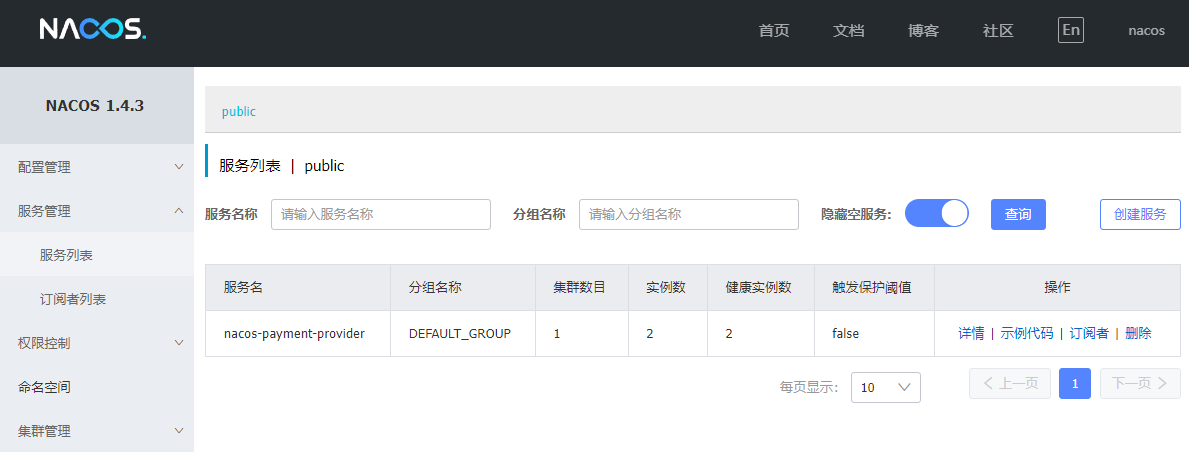 NACOS.
首页 文档 博客 社区 En nacos
NACOS 1.4.3
配置管理
服务管理
服务列表
订阅者列表
权限控制
命名空间
集群管理
public
服务列表 | public
服务名称 请输入服务名称 分组名称 请输入分组名称 隐藏空服务: 查询 创建服务
服务名 分组名称 集群数目 实例数 健康实例数 触发保护阈值 操作
nacos-payment-provider DEFAULT_GROUP 1 2 2 false 详情 | 示例代码 | 订阅者 | 删除
每页显示: 10 上一页 1 下一页